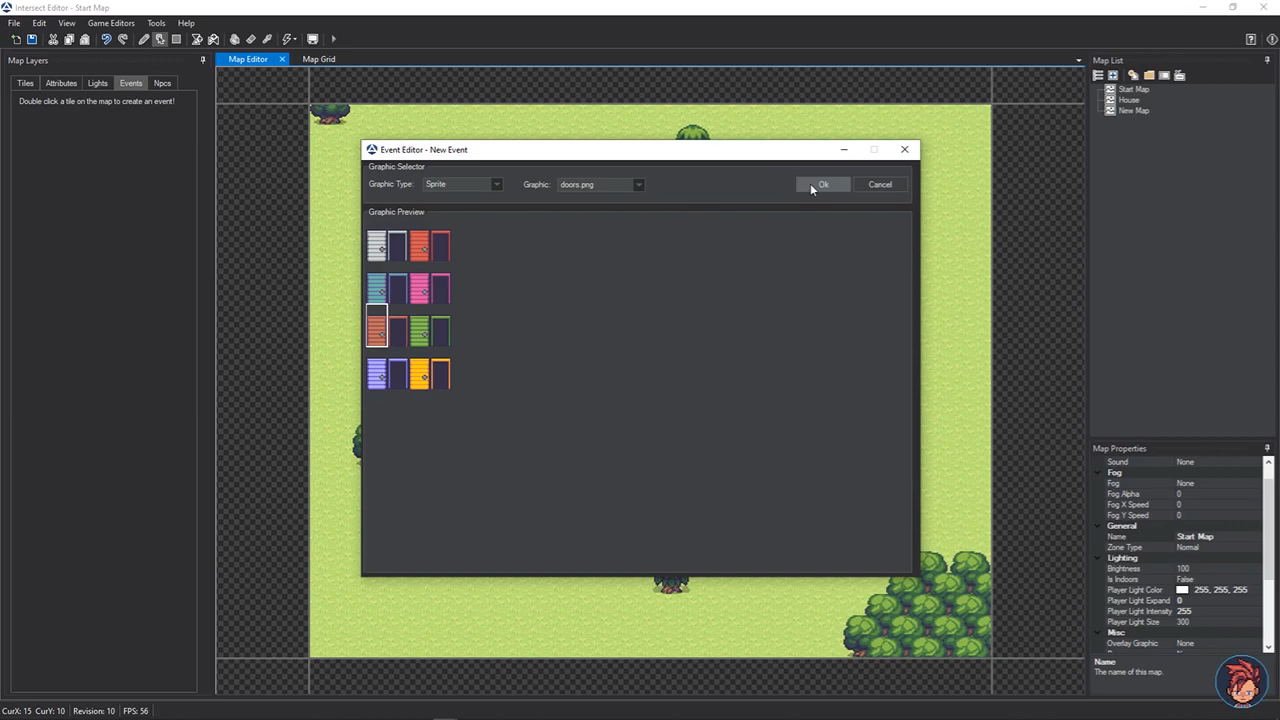 Intersect Editor - Start Map
File Edit View Game Editors Tools Help
Map Layers
Tiles Attributes Lights Events Npcs
Double click a tile on the map to create an event!
Map Editor Map Grid
Event Editor - New Event
Graphic Selector
Graphic Type: Sprite Graphic: doors.png Ok Cancel
Graphic Preview
Map List
Start Map
House
New Map
Map Properties
Sound None
Fog
Fog None
Fog Alpha 0
Fog X Speed 0
Fog Y Speed 0
General
Name Start Map
Zone Type Normal
Lighting
Brightness 100
Is Indoors False
Player Light Color 255, 255, 255
Player Light Expand 0
Player Light Intensity 255
Player Light Size 300
Misc
Overlay Graphic None
Name
The name of this map.
CurX: 15 CurY: 10 Revision: 10 FPS: 56